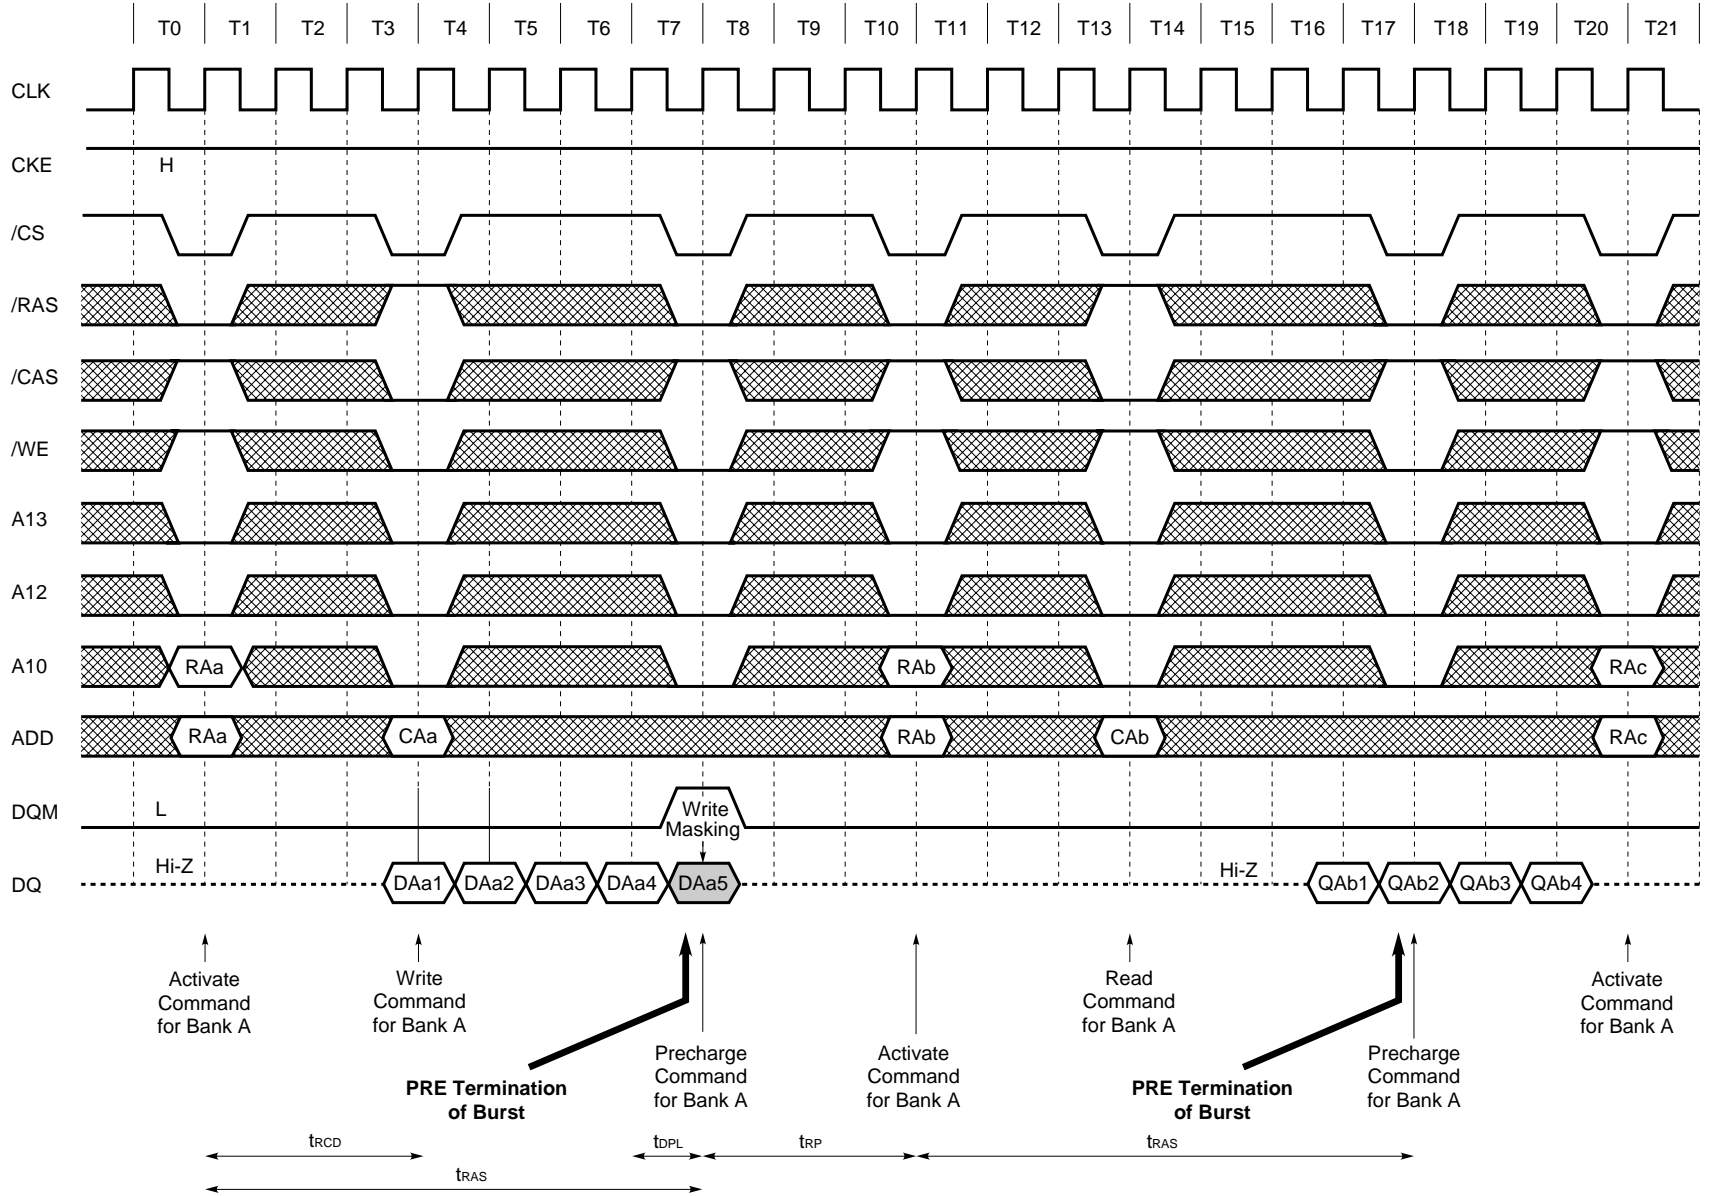 T0 T1 T2 T3 T4 T5 T6 T7 T8 T9 T10 T11 T12 T13 T14 T15 T16 T17 T18 T19 T20 T21
CLK
CKE
H
/CS
/RAS
/CAS
/WE
A13
A12
A10 RAa RAb RAc
ADD RAa CAa RAb CAb RAc
DQM L Write
Masking
DQ Hi-Z DAa1 DAa2 DAa3 DAa4 DAa5 Hi-Z QAb1 QAb2 QAb3 QAb4
Activate
Command
for Bank A
Write
Command
for Bank A
Read
Command
for Bank A
Activate
Command
for Bank A
PRE Termination
of Burst
Precharge
Command
for Bank A
Activate
Command
for Bank A
PRE Termination
of Burst
Precharge
Command
for Bank A
tRCD tDPL tRP tRAS
tRAS